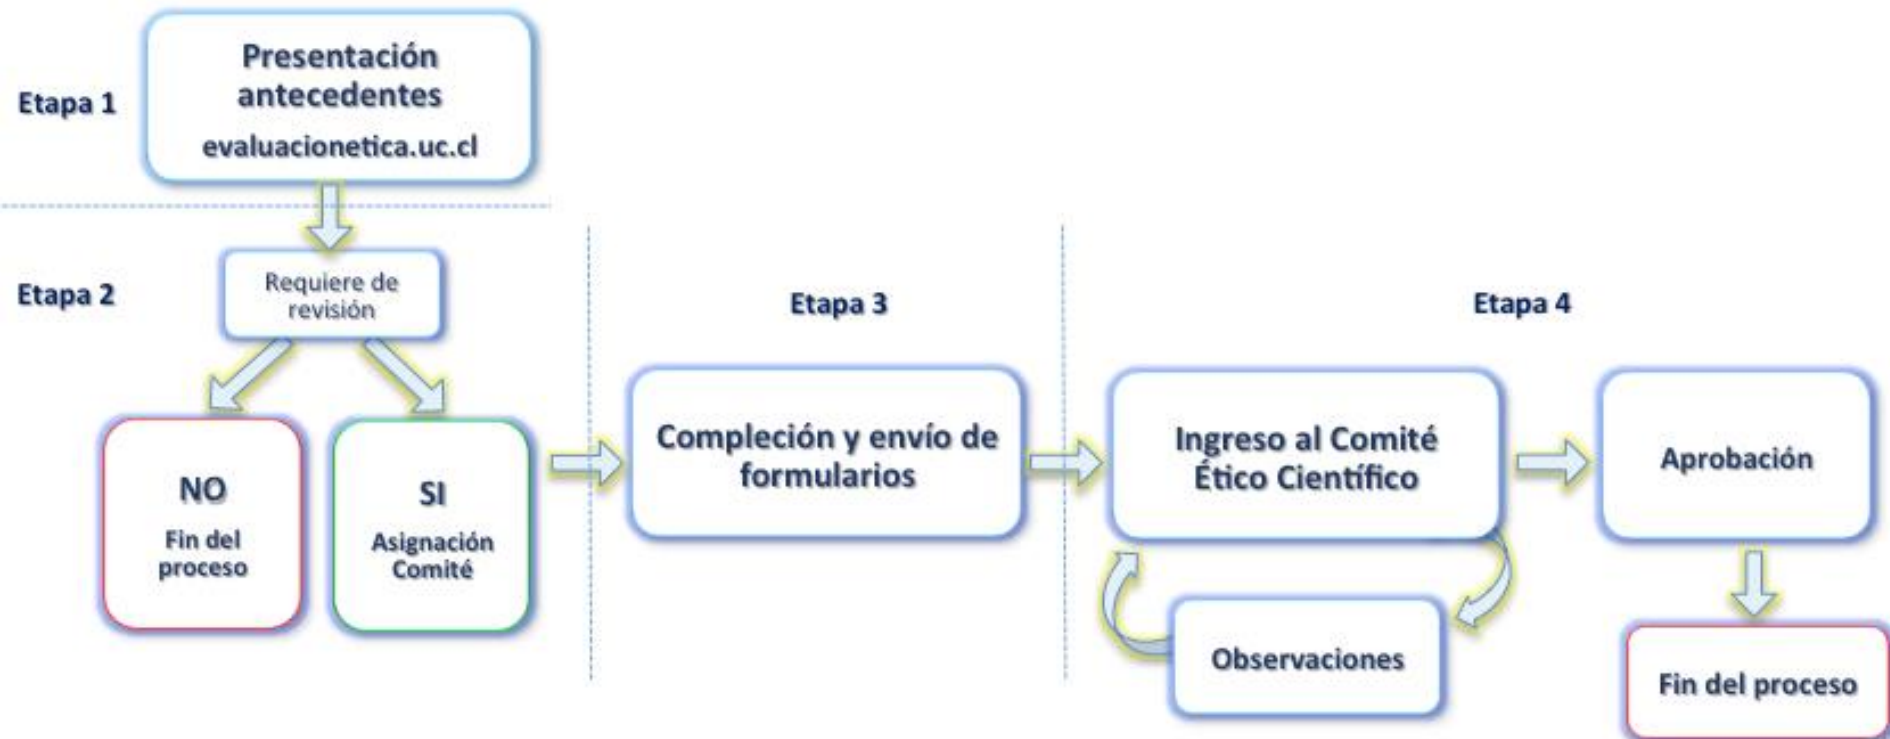 Etapa 1
Presentación
antecedentes
evaluacionetica.uc.cl
Etapa 2
Requiere de
revisión
NO
Fin del
proceso
SI
Asignación
Comité
Etapa 3
Compleción y envío de
formularios
Etapa 4
Ingreso al Comité
Ético Científico
Observaciones
Aprobación
Fin del proceso